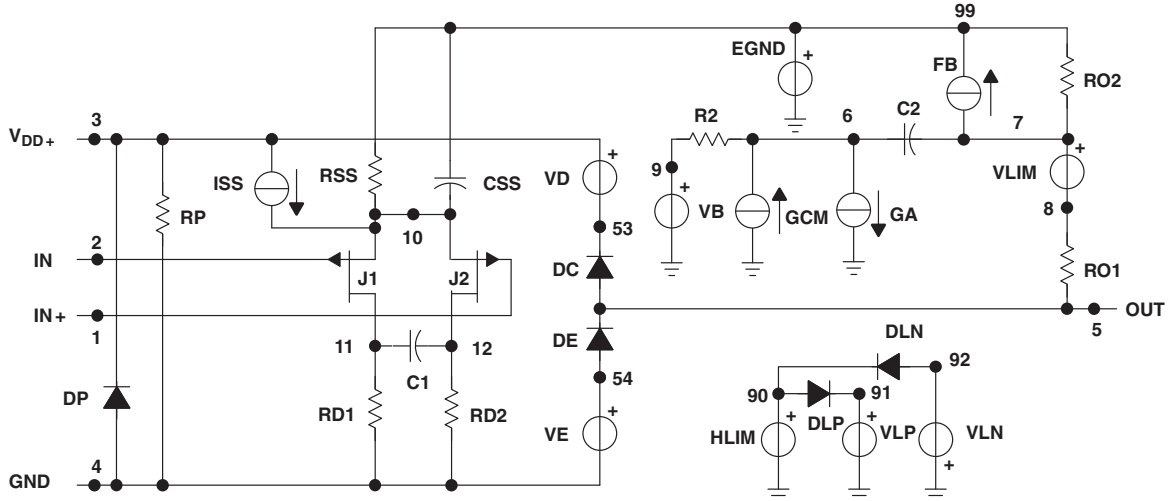 99
EGND
+
FB
RO2
R2
6
C2
7
3
VDD+
+
9
+
VLIM
RSS
CSS
VD
ISS
VB
GCM
GA
8
RP
10
53
2
IN
J1
J2
DC
RO1
IN+
1
OUT
5
DE
DLN
11
12
92
C1
54
90
91
DP
RD1
RD2
+
+
DLP
+
VE
HLIM
VLP
VLN
4
GND
+